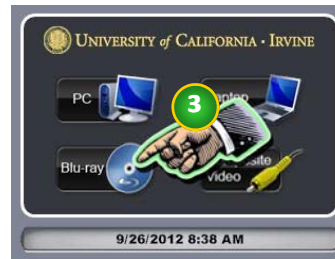 UNIVERSITY of CALIFORNIA · IRVINE
PC
3
Blu-ray
Video
9/26/2012 8:38 AM